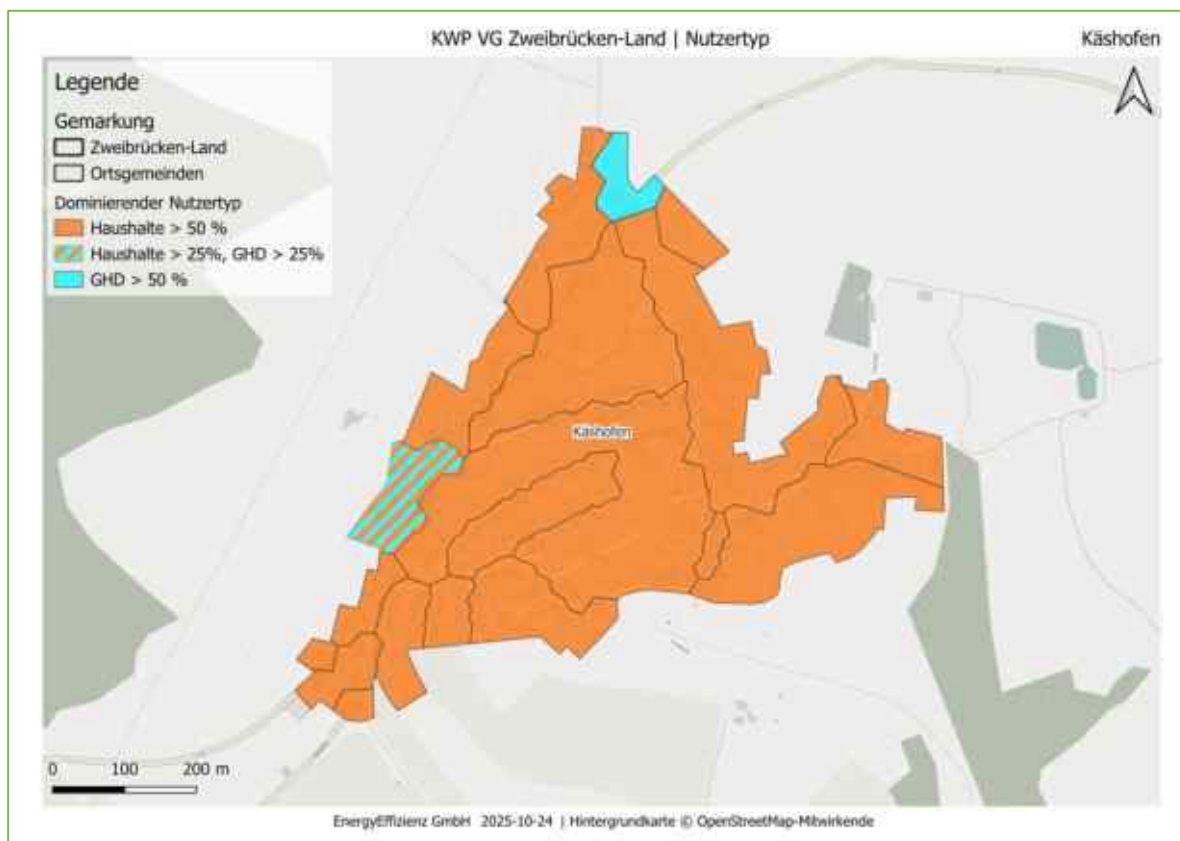 KWP VG Zweibrücken-Land | Nutzertyp
Käshofen
Legende
Gemarkung
Zweibrücken-Land
Ortsgemeinden
Dominierender Nutzertyp
Haushalte > 50 %
Haushalte > 25%, GHD > 25%
GHD > 50 %
Käshofen
0 100 200 m
EnergyEffizienz GmbH 2025-10-24 | Hintergrundkarte © OpenStreetMap-Mitwirkende